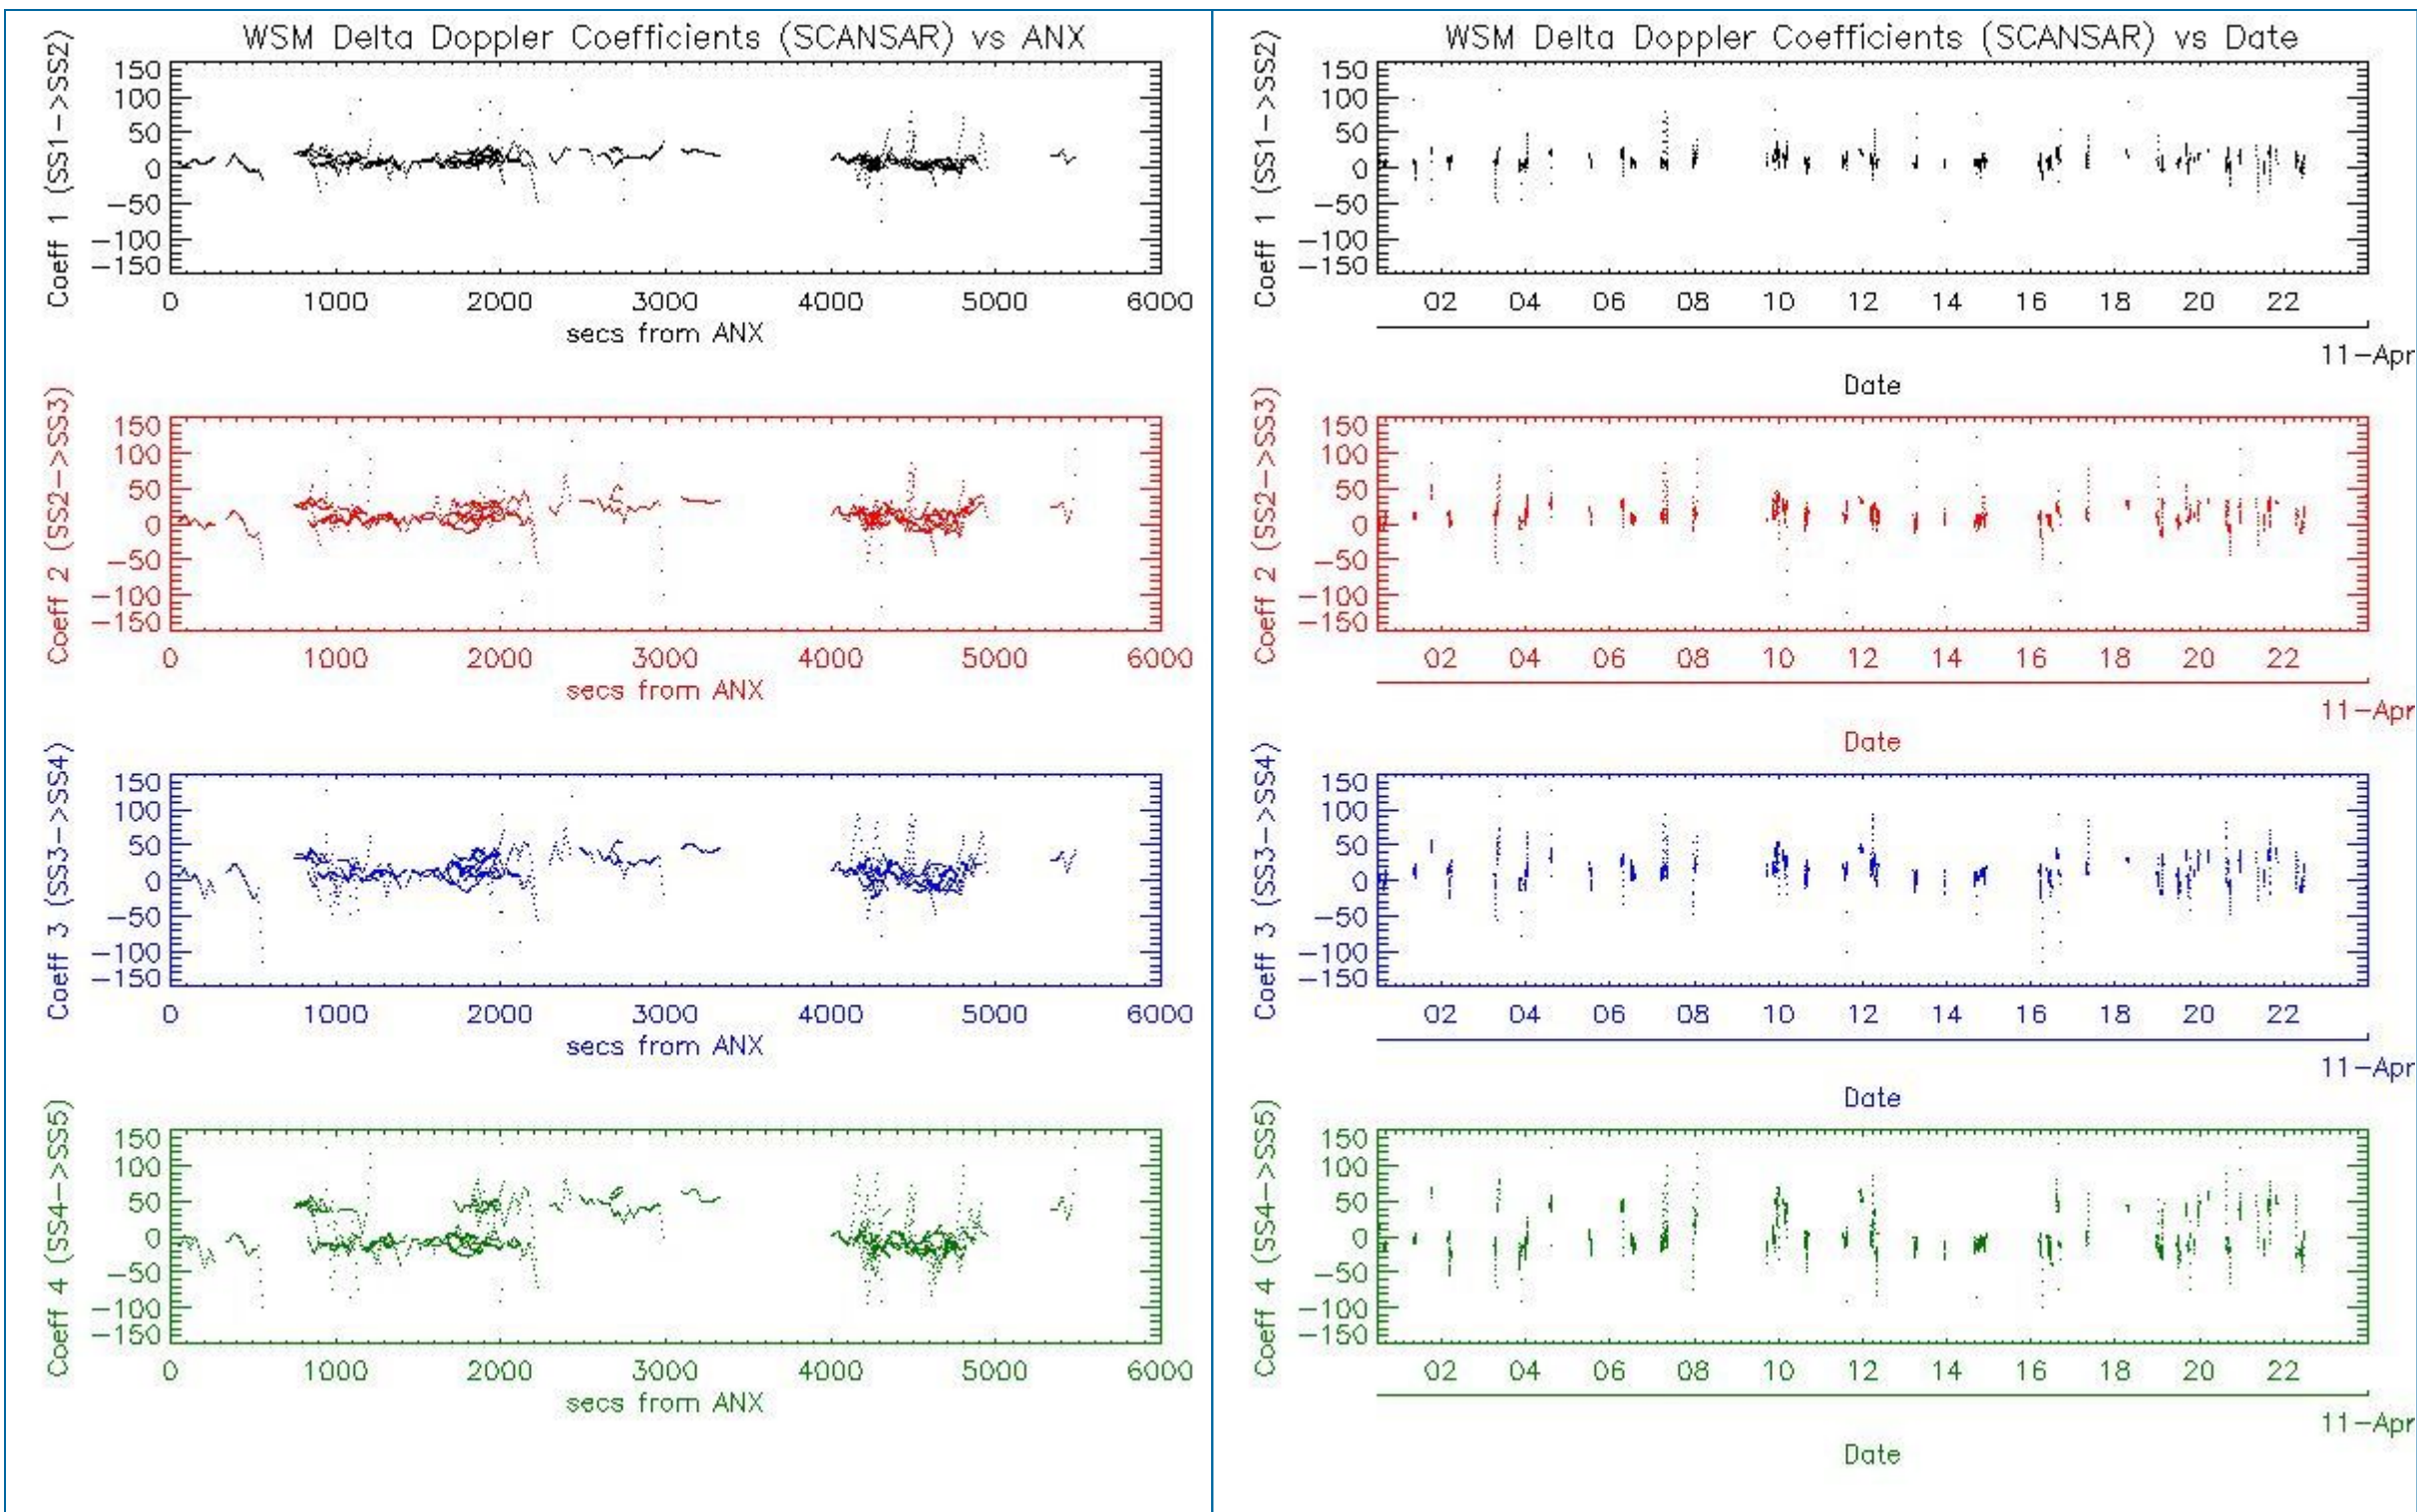 WSM Delta Doppler Coefficients (SCANSAR) vs ANX
Coeff 1 (SS1->SS2)
150
100
50
0
-50
-100
-150
0 1000 2000 3000 4000 5000 6000
secs from ANX
Coeff 2 (SS2->SS3)
150
100
50
0
-50
-100
-150
0 1000 2000 3000 4000 5000 6000
secs from ANX
Coeff 3 (SS3->SS4)
150
100
50
0
-50
-100
-150
0 1000 2000 3000 4000 5000 6000
secs from ANX
Coeff 4 (SS4->SS5)
150
100
50
0
-50
-100
-150
0 1000 2000 3000 4000 5000 6000
secs from ANX
WSM Delta Doppler Coefficients (SCANSAR) vs Date
Coeff 1 (SS1->SS2)
150
100
50
0
-50
-100
-150
02 04 06 08 10 12 14 16 18 20 22
11-Apr
Date
Coeff 2 (SS2->SS3)
150
100
50
0
-50
-100
-150
02 04 06 08 10 12 14 16 18 20 22
11-Apr
Date
Coeff 3 (SS3->SS4)
150
100
50
0
-50
-100
-150
02 04 06 08 10 12 14 16 18 20 22
11-Apr
Date
Coeff 4 (SS4->SS5)
150
100
50
0
-50
-100
-150
02 04 06 08 10 12 14 16 18 20 22
11-Apr
Date